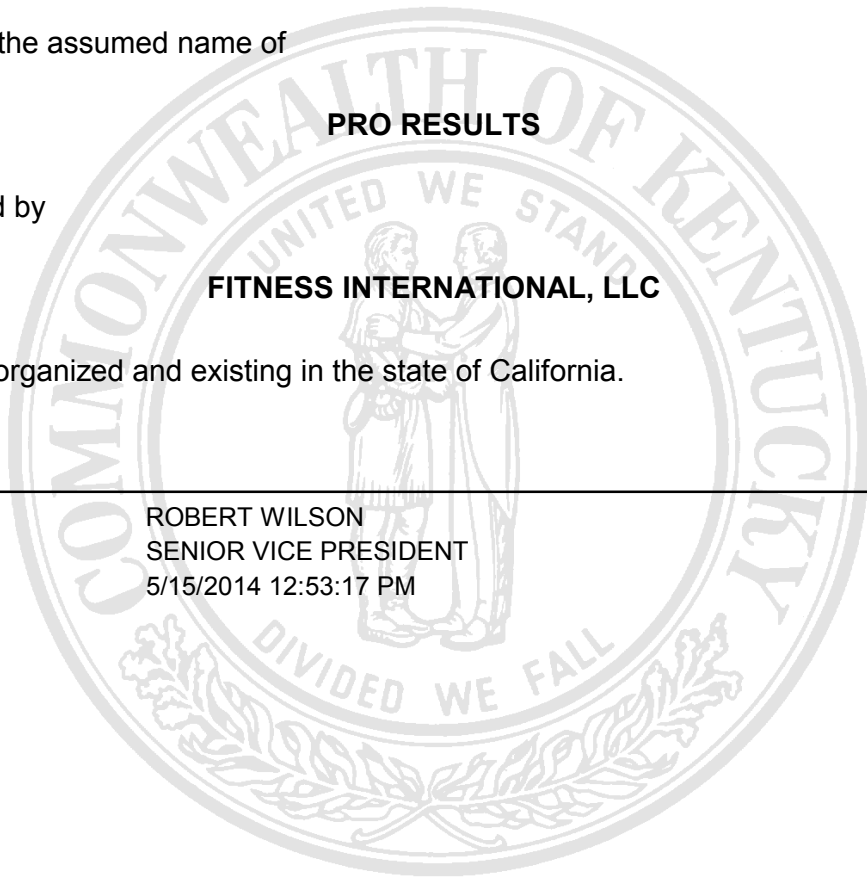 the assumed name of
PRO RESULTS
d by
FITNESS INTERNATIONAL, LLC
organized and existing in the state of California.
ROBERT WILSON
SENIOR VICE PRESIDENT
5/15/2014 12:53:17 PM
COMMONWEALTH OF KENTUCKY
UNITED WE STAND
DIVIDED WE FALL